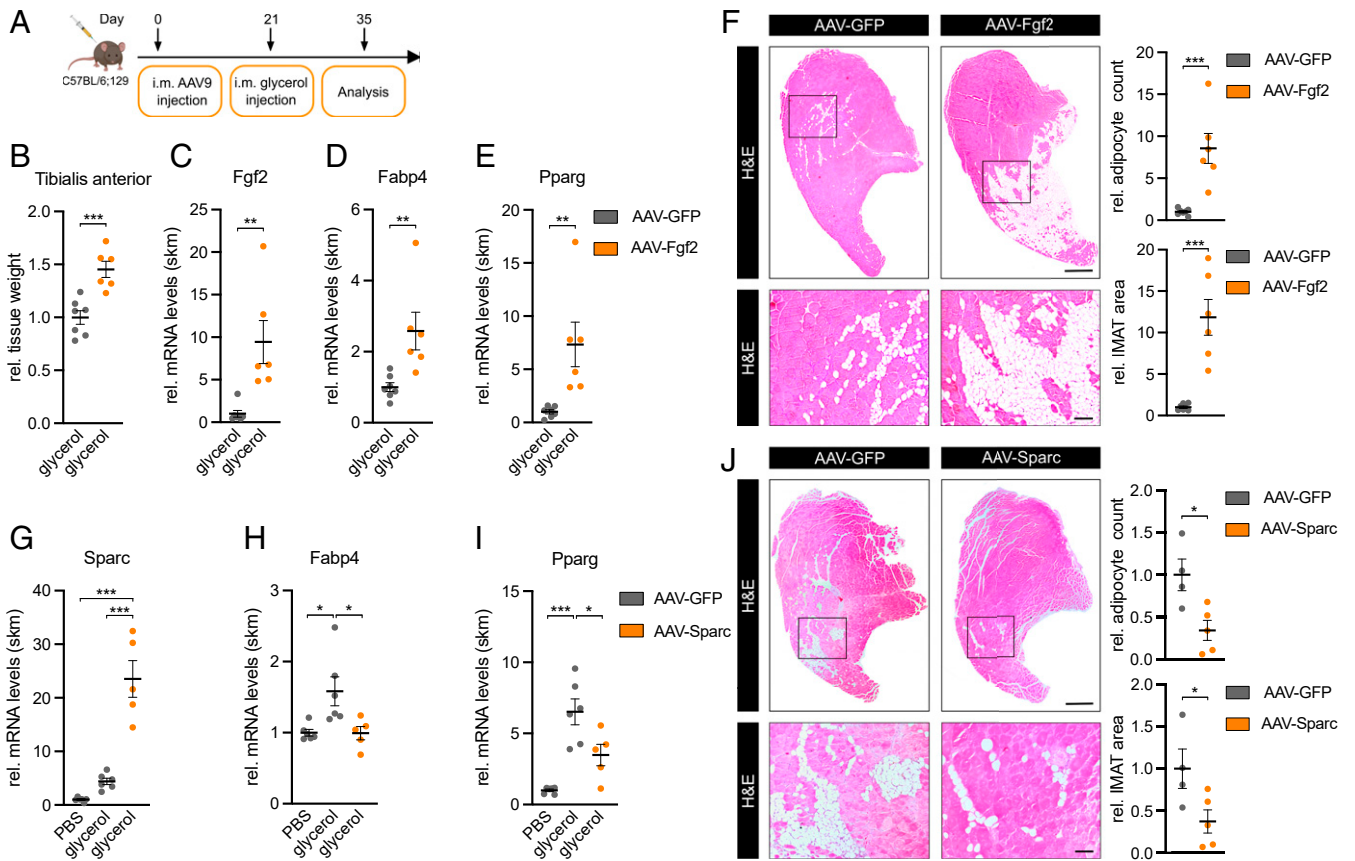 A
Day 0 21 35
C57BL/6;129
i.m. AAV9 injection
i.m. glycerol injection
Analysis
B
Tibialis anterior
rel. tissue weight
2.0
1.5
1.0
0.5
0.0
***
glycerol
glycerol
C
Fgf2
rel. mRNA levels (skm)
25
20
15
10
5
0
**
glycerol
glycerol
D
Fabp4
rel. mRNA levels (skm)
6
4
2
0
**
glycerol
glycerol
E
Pparg
rel. mRNA levels (skm)
20
15
10
5
0
**
glycerol
glycerol
AAV-GFP
AAV-Fgf2
F
AAV-GFP
AAV-Fgf2
H&E
H&E
rel. adipocyte count
20
15
10
5
0
***
AAV-GFP
AAV-Fgf2
rel. IMAT area
20
15
10
5
0
***
AAV-GFP
AAV-Fgf2
G
Sparc
rel. mRNA levels (skm)
40
30
20
10
0
***
***
PBS
glycerol
glycerol
H
Fabp4
rel. mRNA levels (skm)
3
2
1
0
*
*
PBS
glycerol
glycerol
I
Pparg
rel. mRNA levels (skm)
15
10
5
0
***
*
PBS
glycerol
glycerol
AAV-GFP
AAV-Sparc
J
AAV-GFP
AAV-Sparc
H&E
H&E
rel. adipocyte count
2.0
1.5
1.0
0.5
0.0
*
AAV-GFP
AAV-Sparc
rel. IMAT area
2.0
1.5
1.0
0.5
0.0
*
AAV-GFP
AAV-Sparc